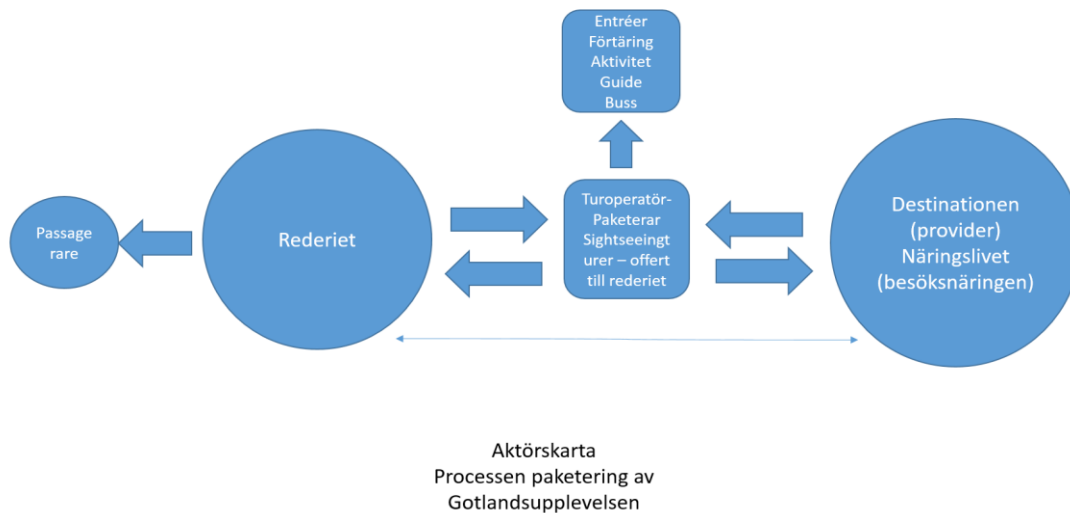 Entréer
Förtäring
Aktivitet
Guide
Buss
Passage
rare
Rederiet
Turoperatör-
Paketerar
Sightseeingt
urer – offert
till rederiet
Destinationen
(provider)
Näringslivet
(besöksnäringen)
Aktörskarta
Processen paketering av
Gotlandsupplevelsen